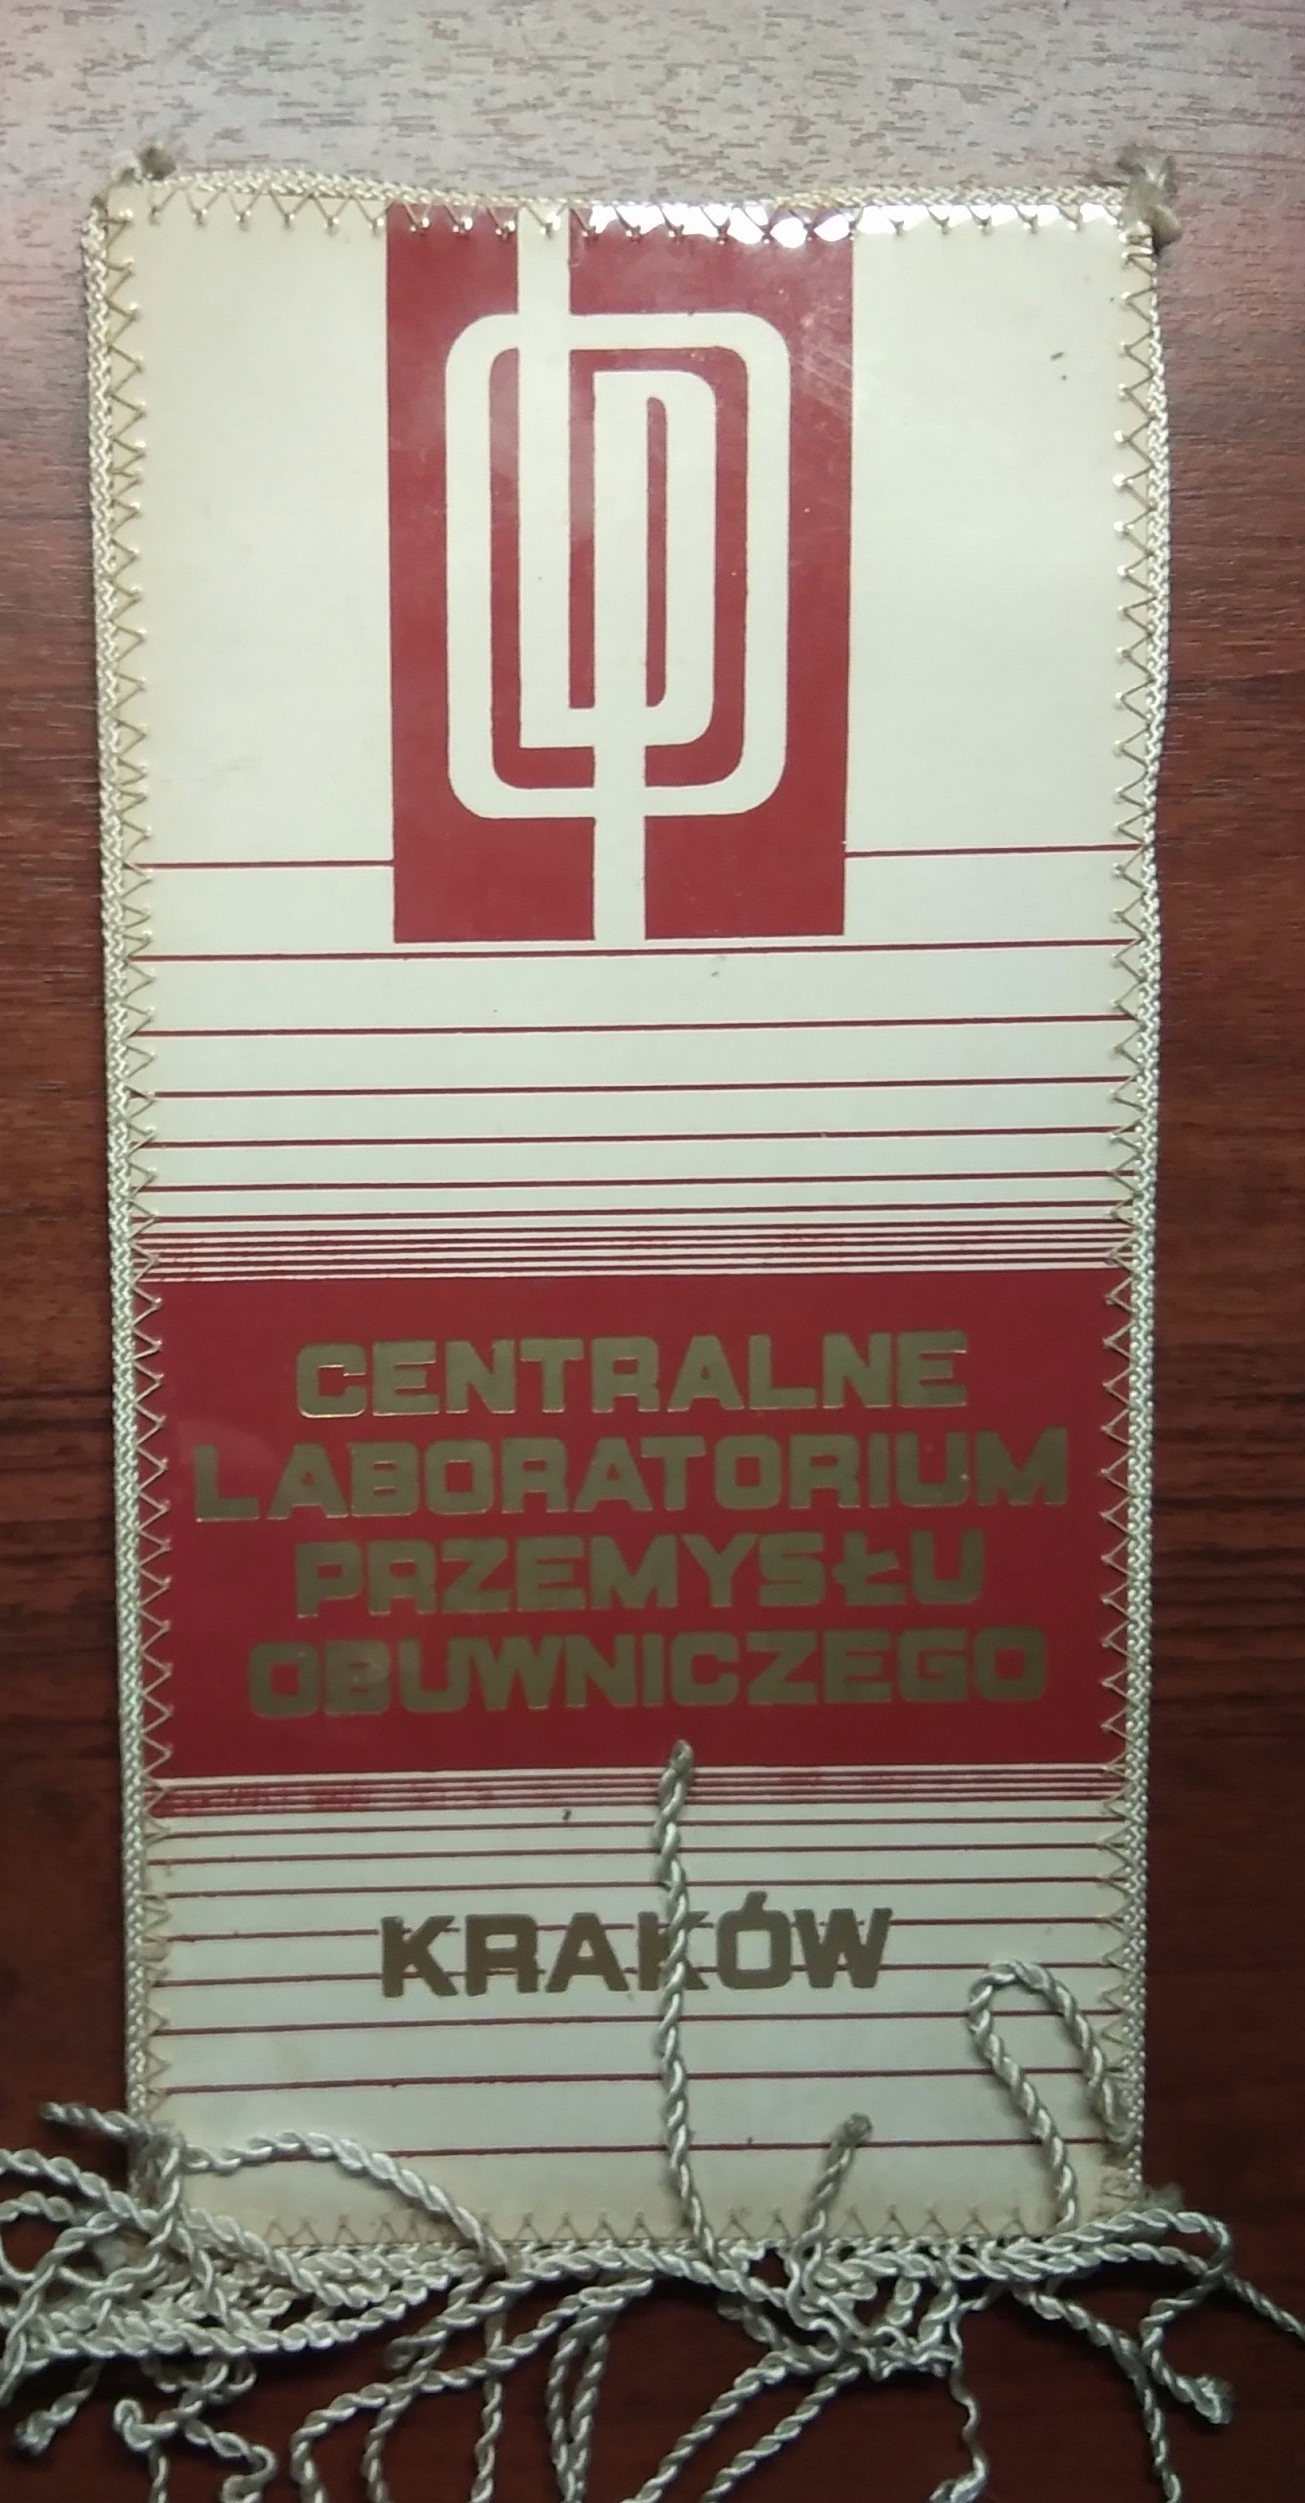 CENTRALNE
LABORATORIUM
PRZEMYSŁU
OBUWNICZEGO
KRAKÓW